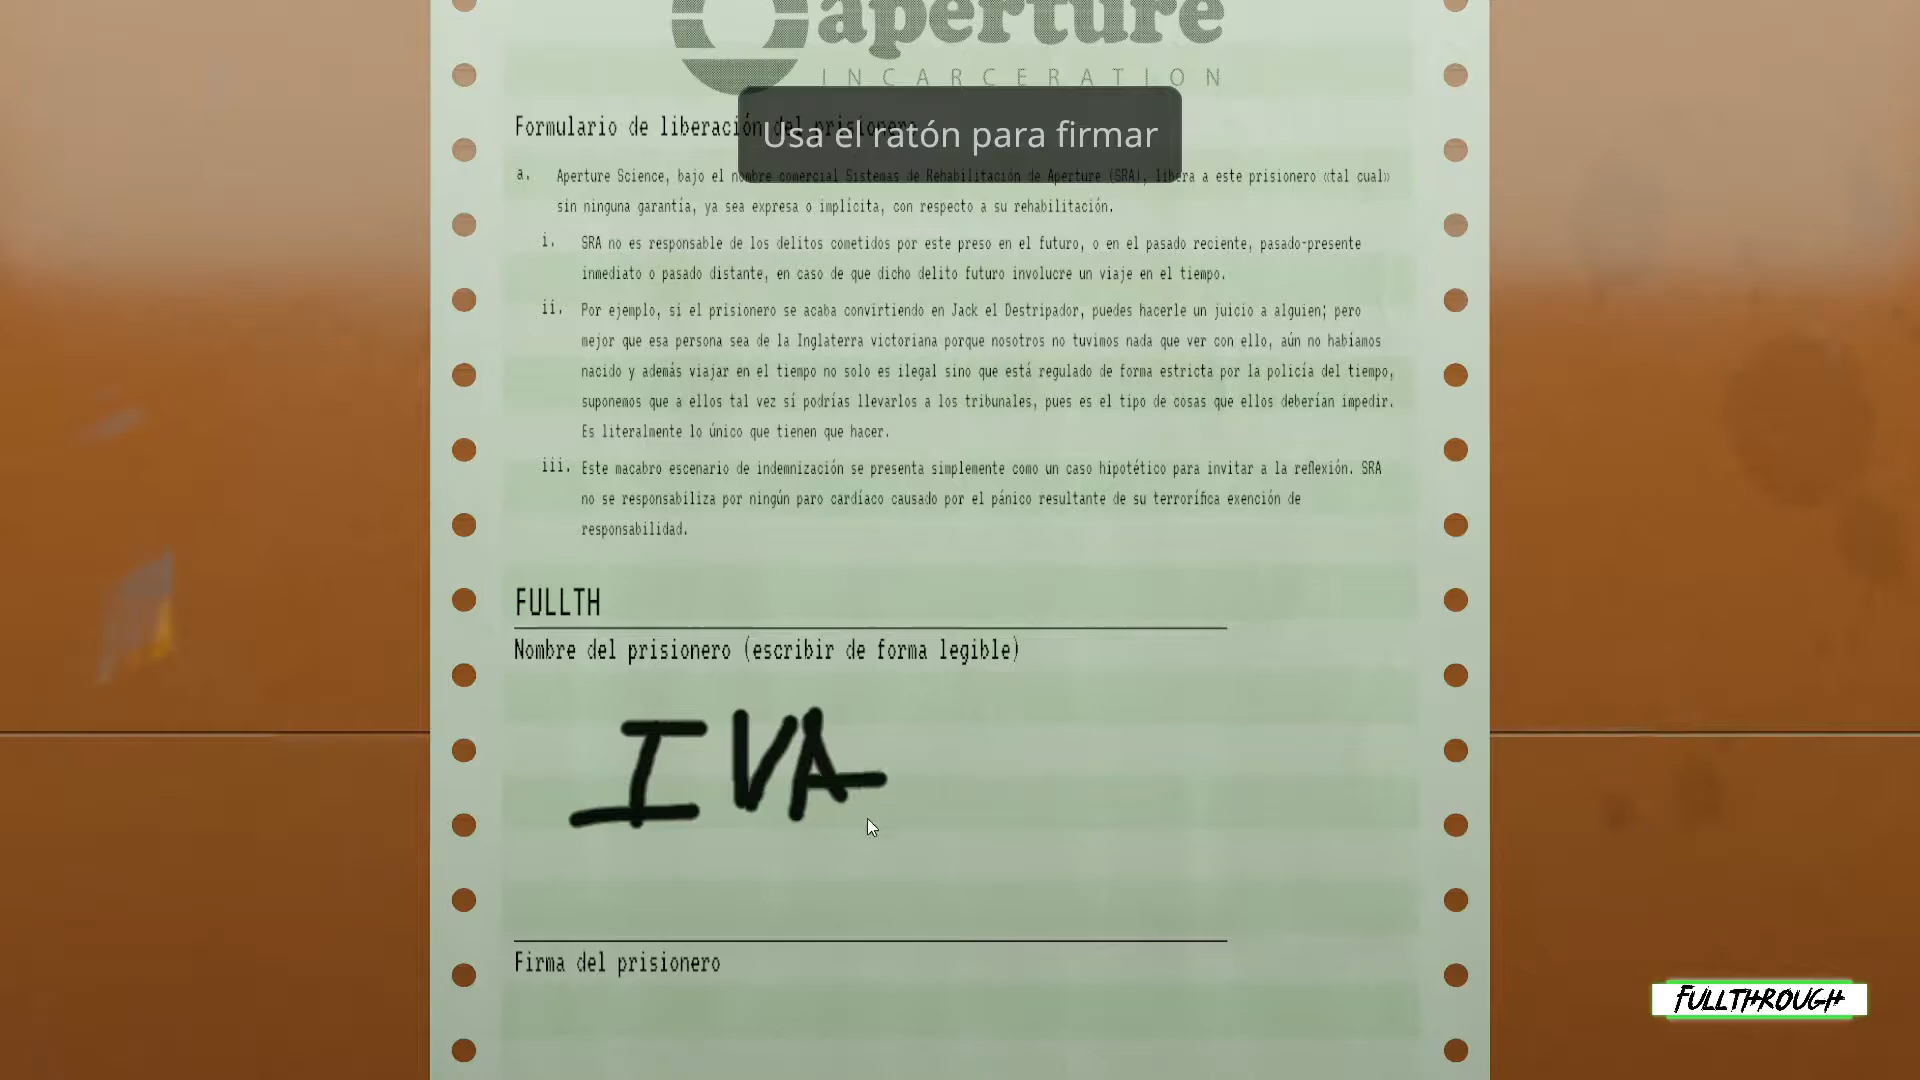 aperture
INCARCERATION
Formulario de liberación del prisionero
Usa el ratón para firmar
a. Aperture Science, bajo el nombre comercial Sistemas de Rehabilitación de Aperture (SRA), libera a este prisionero «tal cual»
sin ninguna garantía, ya sea expresa o implícita, con respecto a su rehabilitación.
i. SRA no es responsable de los delitos cometidos por este preso en el futuro, o en el pasado reciente, pasado-presente
inmediato o pasado distante, en caso de que dicho delito futuro involucre un viaje en el tiempo.
ii. Por ejemplo, si el prisionero se acaba convirtiendo en Jack el Destripador, puedes hacerle un juicio a alguien; pero
mejor que esa persona sea de la Inglaterra victoriana porque nosotros no tuvimos nada que ver con ello, aún no habíamos
nacido y además viajar en el tiempo no solo es ilegal sino que está regulado de forma estricta por la policía del tiempo,
suponemos que a ellos tal vez sí podrías llevarlos a los tribunales, pues es el tipo de cosas que ellos deberían impedir.
Es literalmente lo único que tienen que hacer.
iii. Este macabro escenario de indemnización se presenta simplemente como un caso hipotético para invitar a la reflexión. SRA
no se responsabiliza por ningún paro cardíaco causado por el pánico resultante de su terrorífica exención de
responsabilidad.
FULLTH
Nombre del prisionero (escribir de forma legible)
IVA
Firma del prisionero
FULLTHROUGH